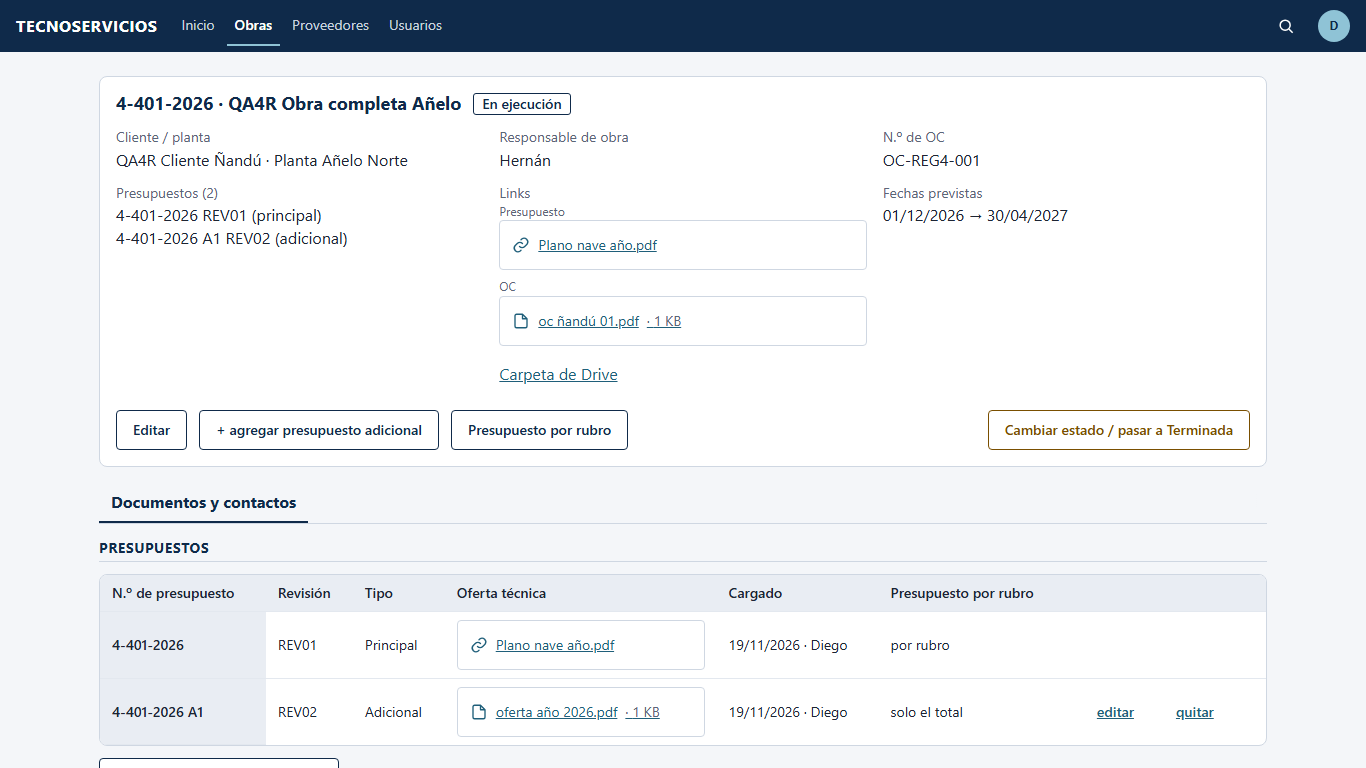 TECNOSERVICIOS Inicio Obras Proveedores Usuarios D
4-401-2026 · QA4R Obra completa Añelo En ejecución
Cliente / planta
QA4R Cliente Ñandú · Planta Añelo Norte
Responsable de obra
Hernán
N.º de OC
OC-REG4-001
Presupuestos (2)
4-401-2026 REV01 (principal)
4-401-2026 A1 REV02 (adicional)
Links
Presupuesto
Plano nave año.pdf
OC
oc ñandú 01.pdf · 1 KB
Carpeta de Drive
Fechas previstas
01/12/2026 → 30/04/2027
Editar + agregar presupuesto adicional Presupuesto por rubro Cambiar estado / pasar a Terminada
Documentos y contactos
PRESUPUESTOS
N.º de presupuesto Revisión Tipo Oferta técnica Cargado Presupuesto por rubro
4-401-2026 REV01 Principal Plano nave año.pdf 19/11/2026 · Diego por rubro
4-401-2026 A1 REV02 Adicional oferta año 2026.pdf · 1 KB 19/11/2026 · Diego solo el total editar quitar